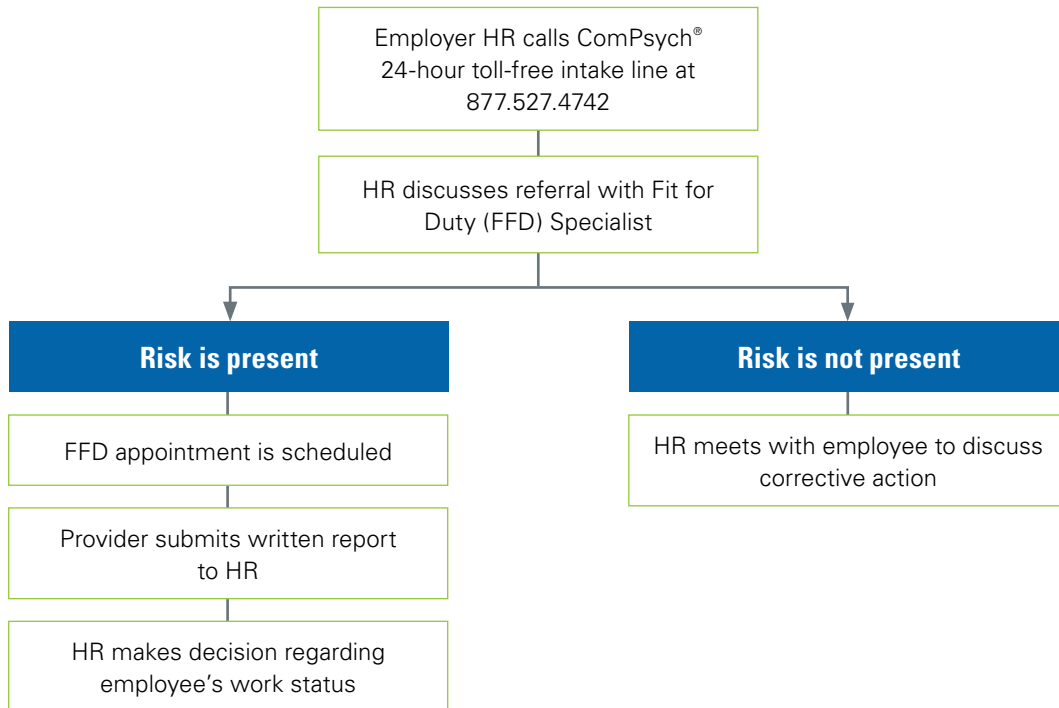 Employer HR calls ComPsych®
24-hour toll-free intake line at
877.527.4742
HR discusses referral with Fit for
Duty (FFD) Specialist
Risk is present
Risk is not present
FFD appointment is scheduled
HR meets with employee to discuss
corrective action
Provider submits written report
to HR
HR makes decision regarding
employee’s work status